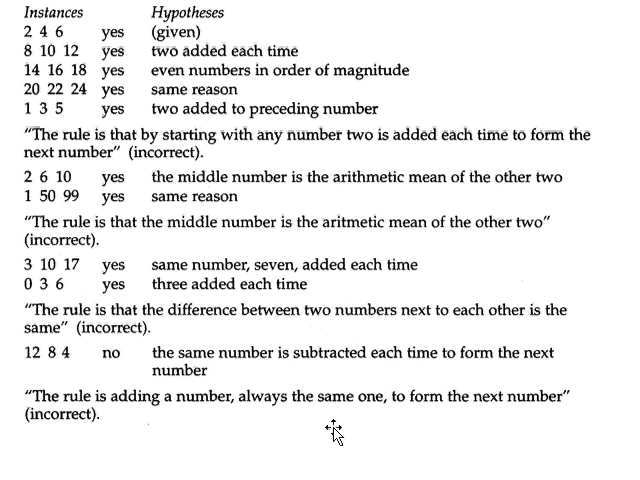 Instances Hypotheses
2 4 6 yes (given)
8 10 12 yes two added each time
14 16 18 yes even numbers in order of magnitude
20 22 24 yes same reason
1 3 5 yes two added to preceding number
“The rule is that by starting with any number two is added each time to form the
next number” (incorrect).
2 6 10 yes the middle number is the arithmetic mean of the other two
1 50 99 yes same reason
“The rule is that the middle number is the aritmetic mean of the other two”
(incorrect).
3 10 17 yes same number, seven, added each time
0 3 6 yes three added each time
“The rule is that the difference between two numbers next to each other is the
same” (incorrect).
12 8 4 no the same number is subtracted each time to form the next
number
“The rule is adding a number, always the same one, to form the next number”
(incorrect).